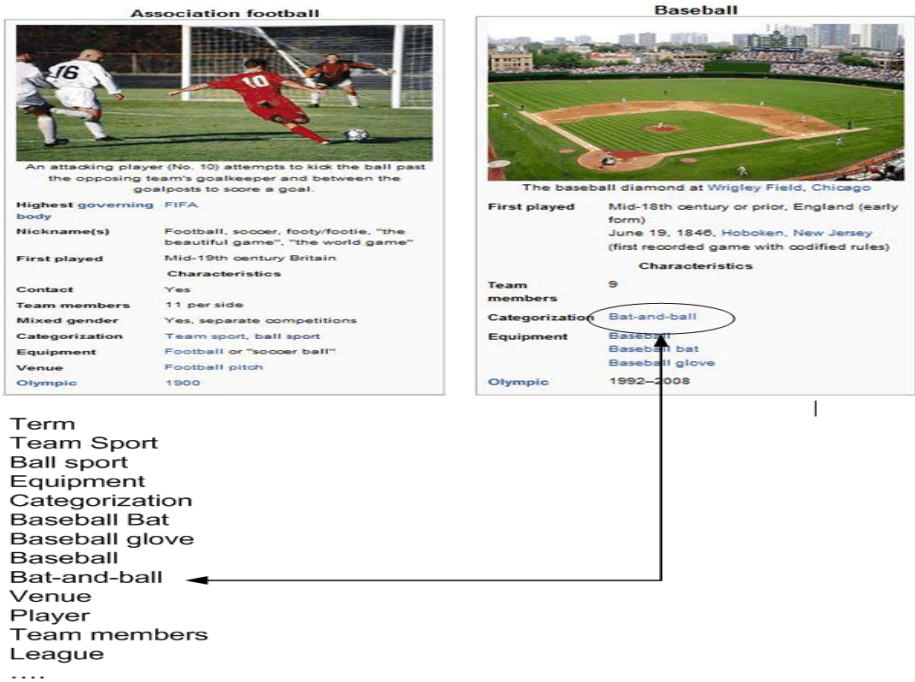 Association football
16
10
An attacking player (No. 10) attempts to kick the ball past
the opposing team's goalkeeper and between the
goalposts to score a goal.
Highest governing body FIFA
Nickname(s) Football, soccer, footy/footie, "the
beautiful game", "the world game"
First played Mid-19th century Britain
Characteristics
Contact Yes
Team members 11 per side
Mixed gender Yes, separate competitions
Categorization Team sport, ball sport
Equipment Football or "soccer ball"
Venue Football pitch
Olympic 1900
Baseball
The baseball diamond at Wrigley Field, Chicago
First played Mid-18th century or prior, England (early
form)
June 19, 1846, Hoboken, New Jersey
(first recorded game with codified rules)
Characteristics
Team members 9
Categorization Bat-and-ball
Equipment Baseball
Baseball bat
Baseball glove
Olympic 1992–2008
Term
Team Sport
Ball sport
Equipment
Categorization
Baseball Bat
Baseball glove
Baseball
Bat-and-ball
Venue
Player
Team members
League
....